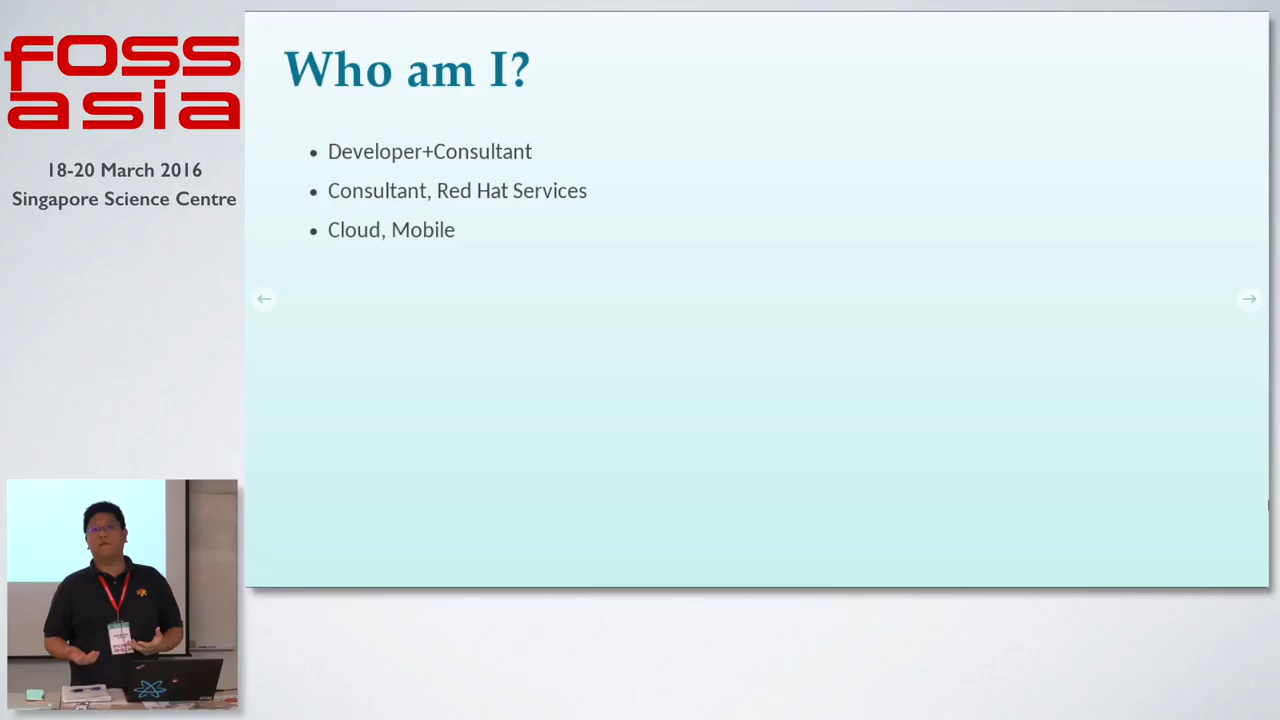 foss
asia
18-20 March 2016
Singapore Science Centre
Who am I?
• Developer+Consultant
• Consultant, Red Hat Services
• Cloud, Mobile